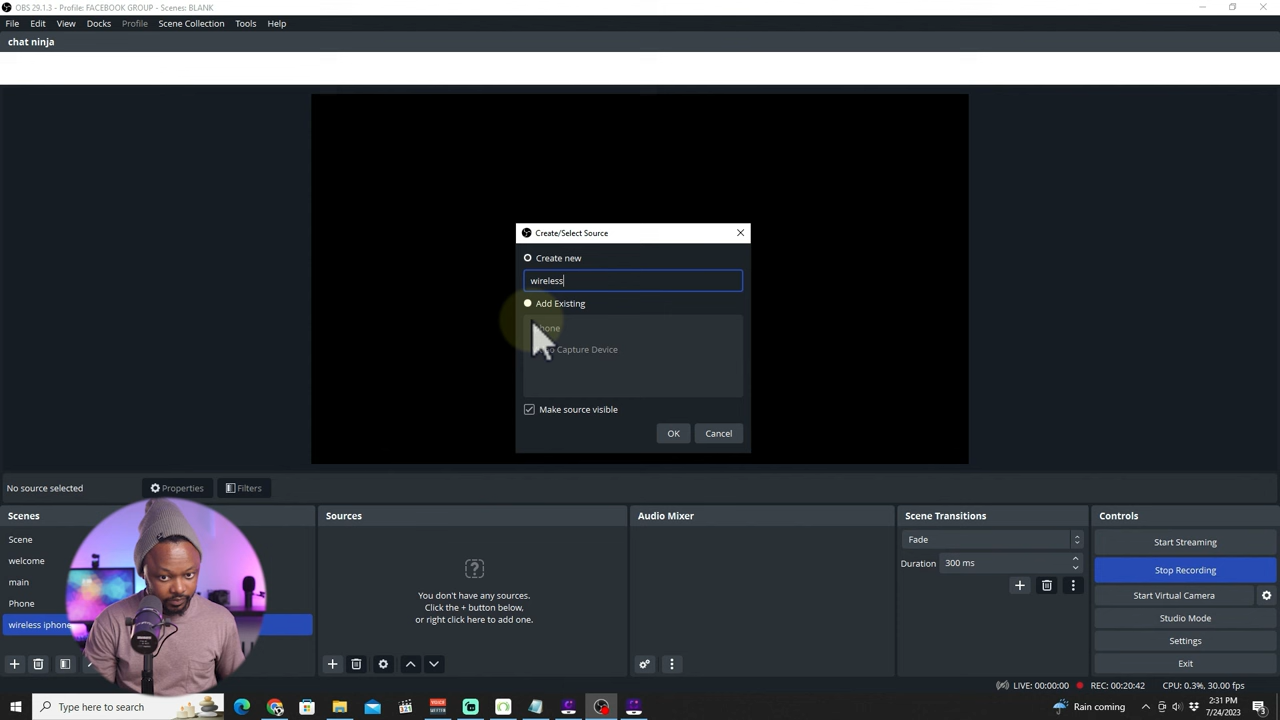 OBS 29.1.3 - Profile: FACEBOOK GROUP - Scenes: BLANK
File Edit View Docks Profile Scene Collection Tools Help
chat ninja
Create/Select Source
Create new
wireless
Add Existing
Capture Device
Make source visible
OK Cancel
No source selected Properties Filters
Scenes
Scene
welcome
main
Phone
wireless iphone
Sources
You don't have any sources.
Click the + button below,
or right click here to add one.
Audio Mixer
Scene Transitions
Fade
Duration 300 ms
Controls
Start Streaming
Stop Recording
Start Virtual Camera
Studio Mode
Settings
Exit
LIVE: 00:00:00 REC: 00:20:42 CPU: 0.3%, 30.00 fps
Type here to search
Rain coming
2:31 PM
7/24/2023